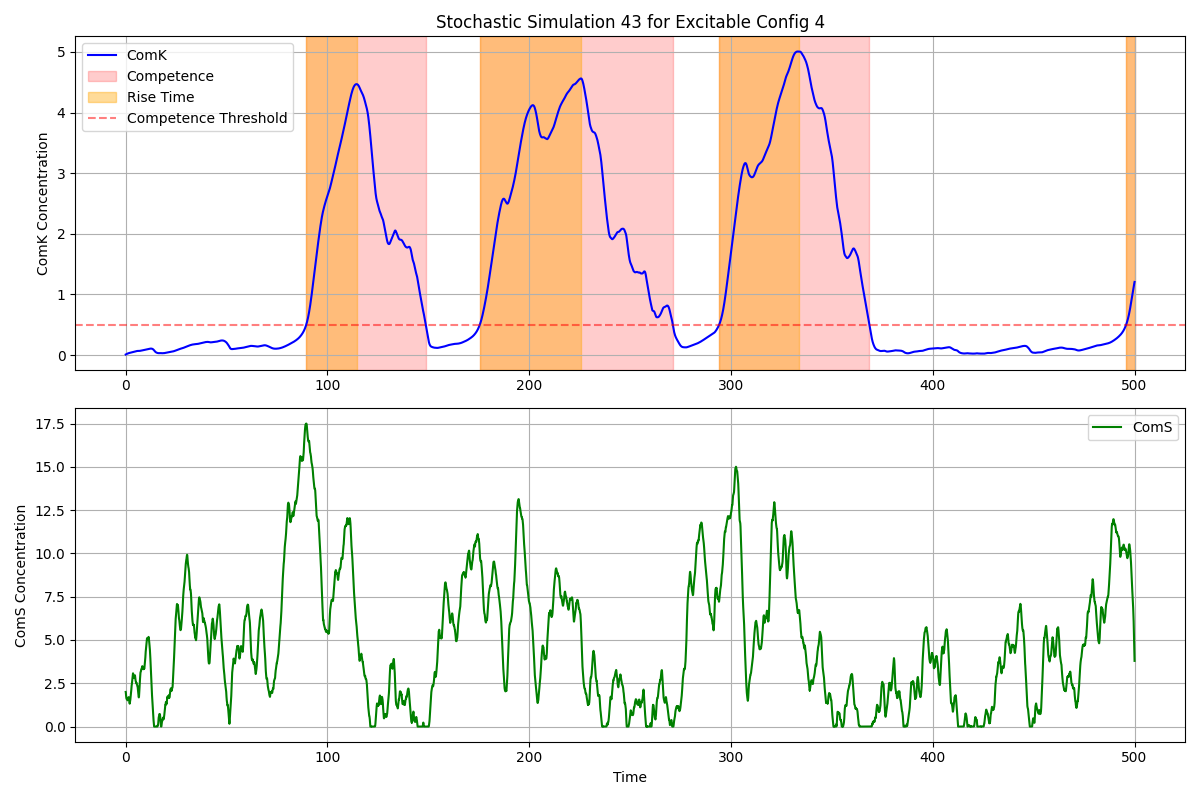 Stochastic Simulation 43 for Excitable Config 4
ComK
Competence
Rise Time
Competence Threshold
ComK Concentration
5
4
3
2
1
0
0 100 200 300 400 500
ComS
ComS Concentration
17.5
15.0
12.5
10.0
7.5
5.0
2.5
0.0
0 100 200 300 400 500
Time